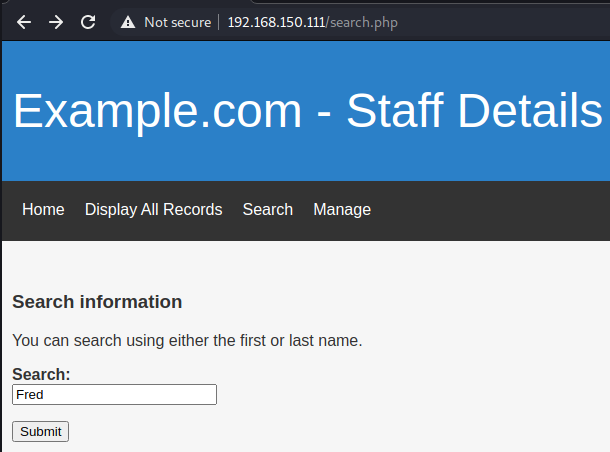 Not secure 192.168.150.111/search.php
Example.com - Staff Details
Home Display All Records Search Manage
Search information
You can search using either the first or last name.
Search:
Fred
Submit